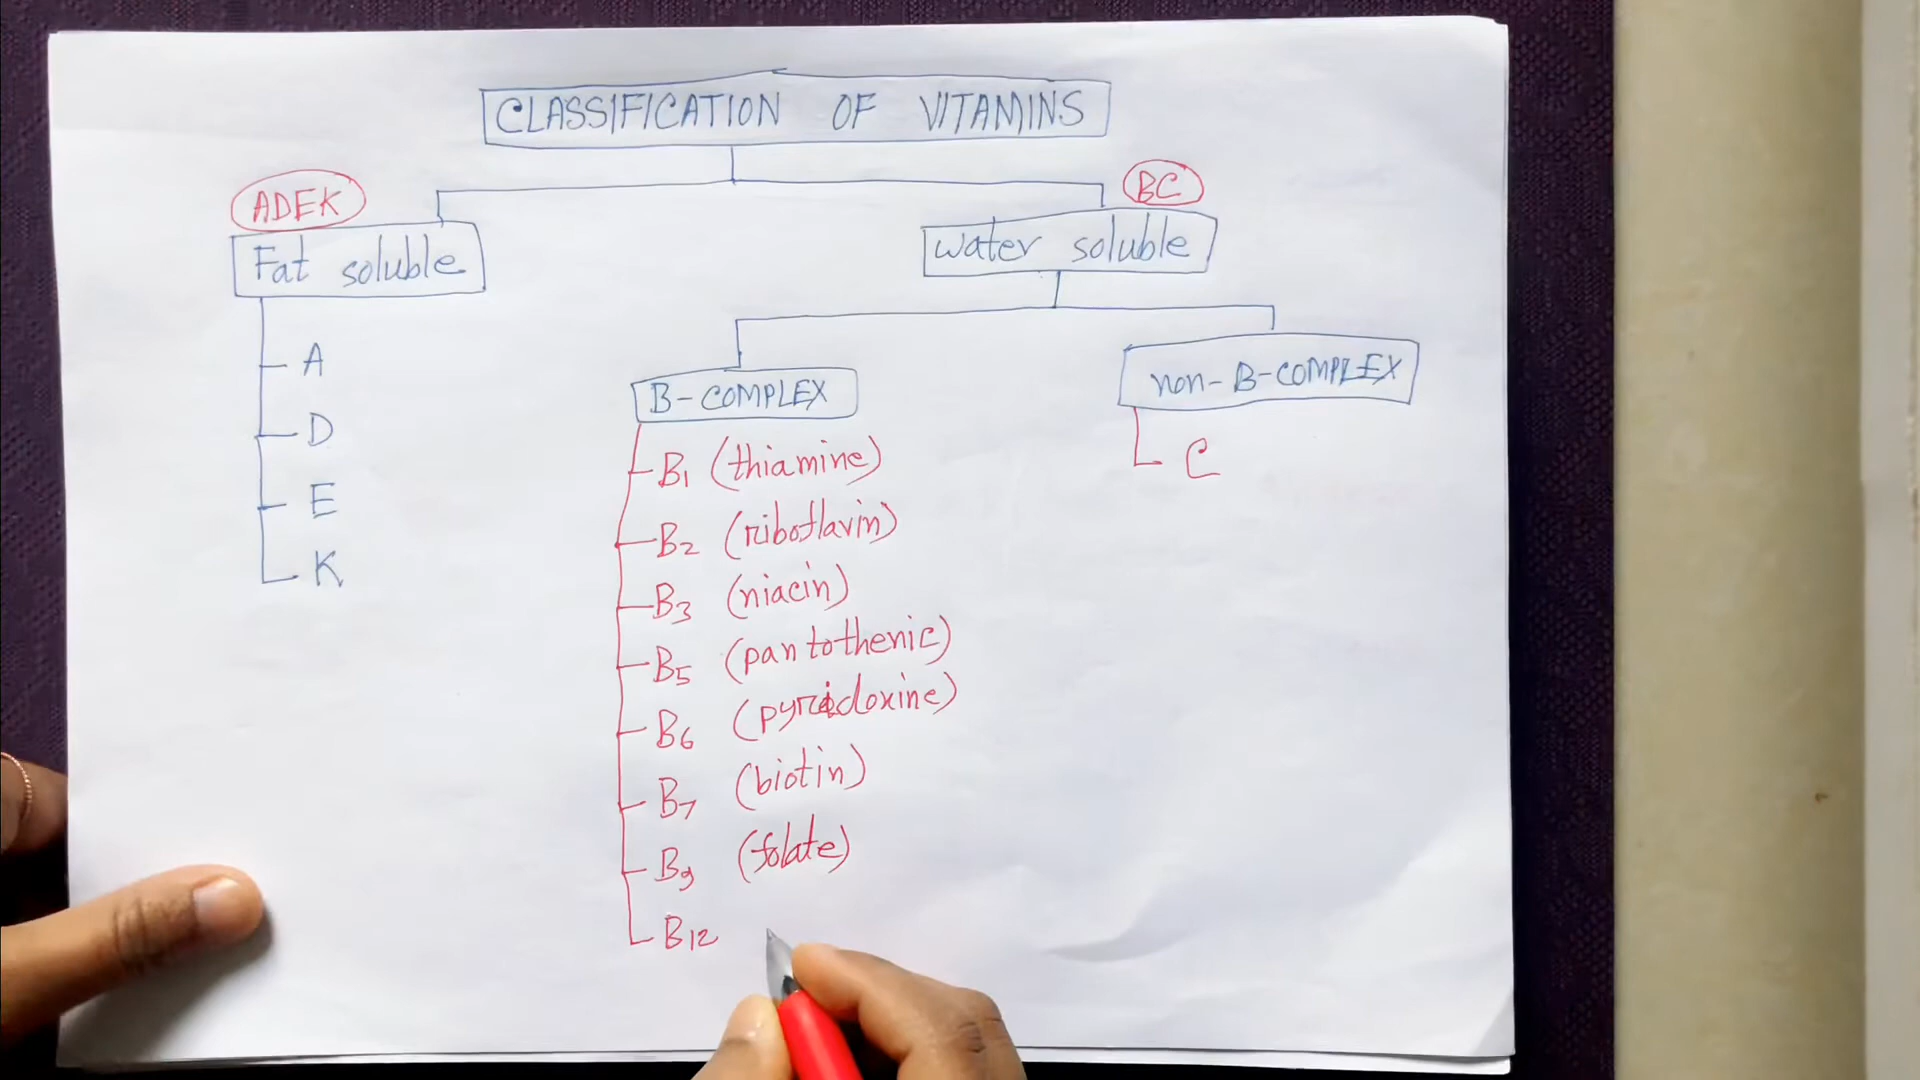 CLASSIFICATION OF VITAMINS
ADEK
BC
Fat soluble
Water soluble
A
D
E
K
B-COMPLEX
non-B-COMPLEX
B1 (thiamine)
B2 (riboflavin)
B3 (niacin)
B5 (pantothenic)
B6 (pyridoxine)
B7 (biotin)
B9 (folate)
B12
C